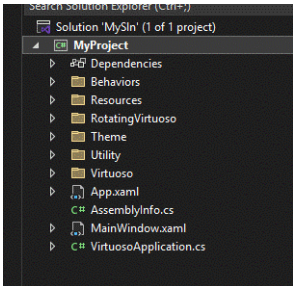 Search Solution Explorer (Ctrl+;)
Solution 'MySln' (1 of 1 project)
C# MyProject
Dependencies
Behaviors
Resources
RotatingVirtuoso
Theme
Utility
Virtuoso
App.xaml
C# AssemblyInfo.cs
MainWindow.xaml
C# VirtuosoApplication.cs